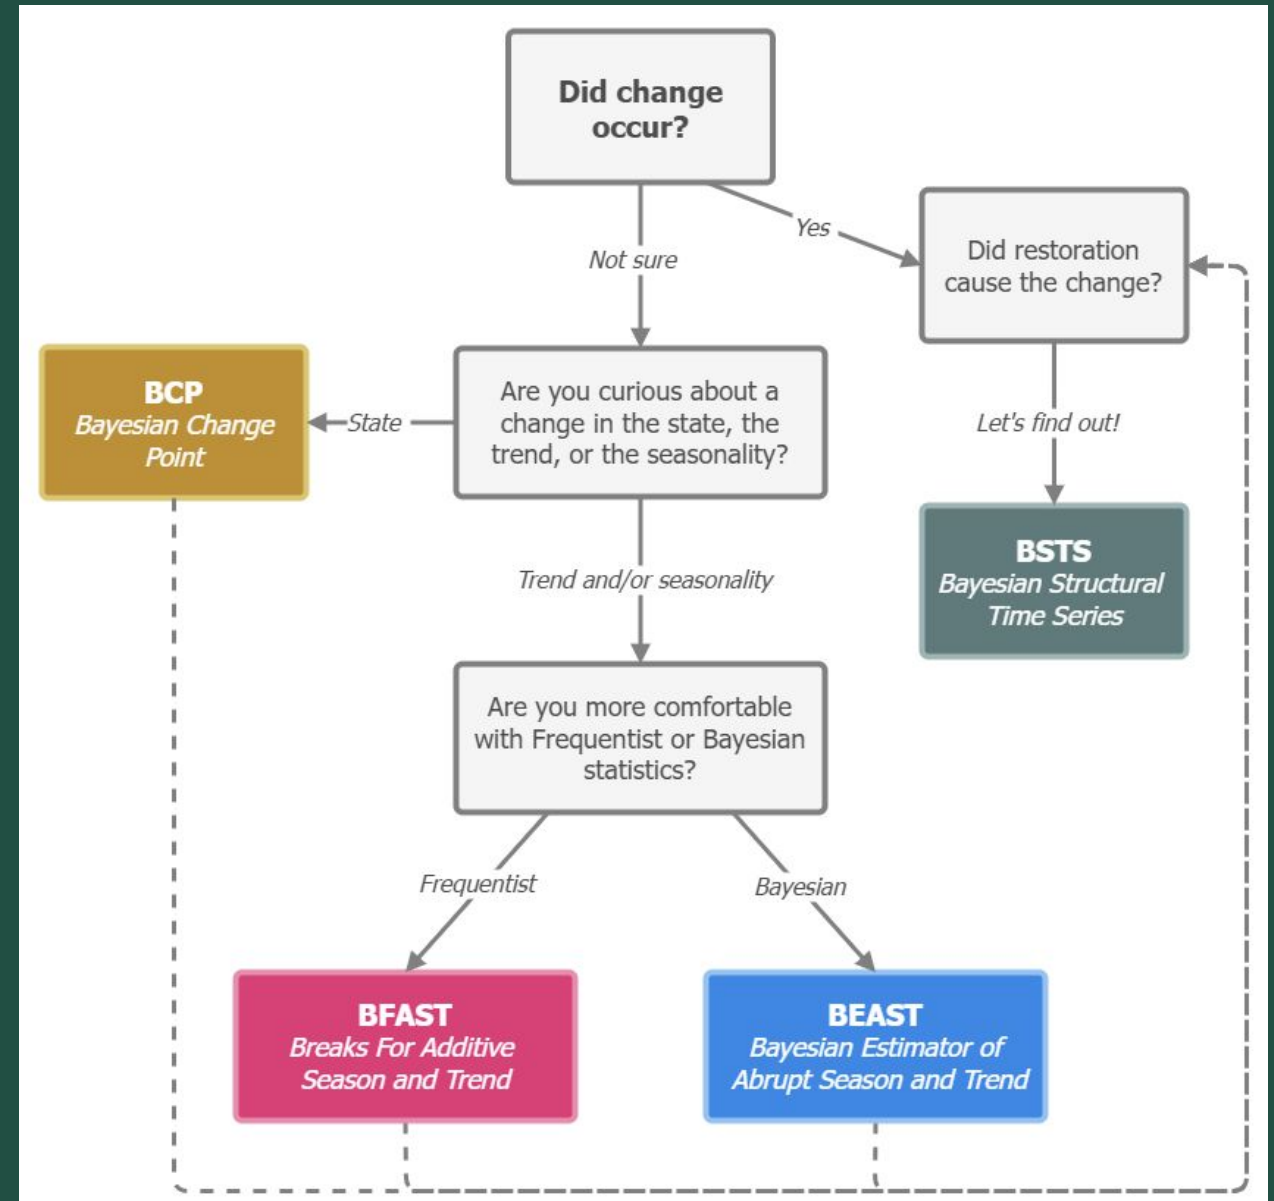 Did change
occur?
Yes
Not sure
Did restoration
cause the change?
BCP
Bayesian Change
Point
State
Are you curious about a
change in the state, the
trend, or the seasonality?
Let's find out!
BSTS
Bayesian Structural
Time Series
Trend and/or seasonality
Are you more comfortable
with Frequentist or Bayesian
statistics?
Frequentist
Bayesian
BFAST
Breaks For Additive
Season and Trend
BEAST
Bayesian Estimator of
Abrupt Season and Trend